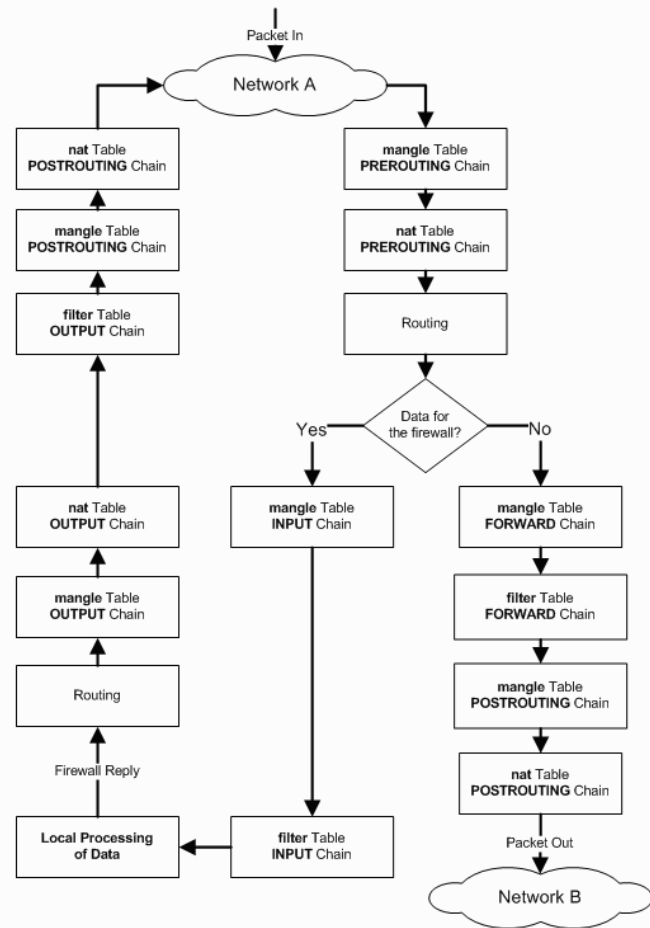 Packet In
Network A
nat Table
POSTROUTING Chain
mangle Table
POSTROUTING Chain
filter Table
OUTPUT Chain
nat Table
OUTPUT Chain
mangle Table
OUTPUT Chain
Routing
Firewall Reply
Local Processing
of Data
mangle Table
PREROUTING Chain
nat Table
PREROUTING Chain
Routing
Data for
the firewall?
Yes
No
mangle Table
INPUT Chain
filter Table
INPUT Chain
mangle Table
FORWARD Chain
filter Table
FORWARD Chain
mangle Table
POSTROUTING Chain
nat Table
POSTROUTING Chain
Packet Out
Network B